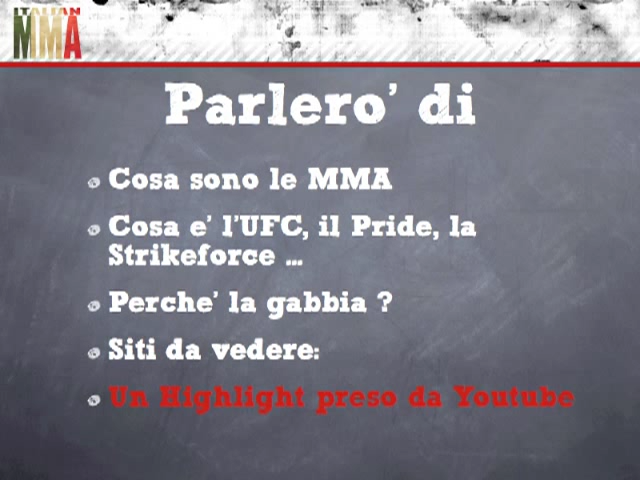 ITALIAN
MMA
Parlero' di
Cosa sono le MMA
Cosa e' l'UFC, il Pride, la
Strikeforce ...
Perche' la gabbia ?
Siti da vedere:
Un Highlight preso da Youtube